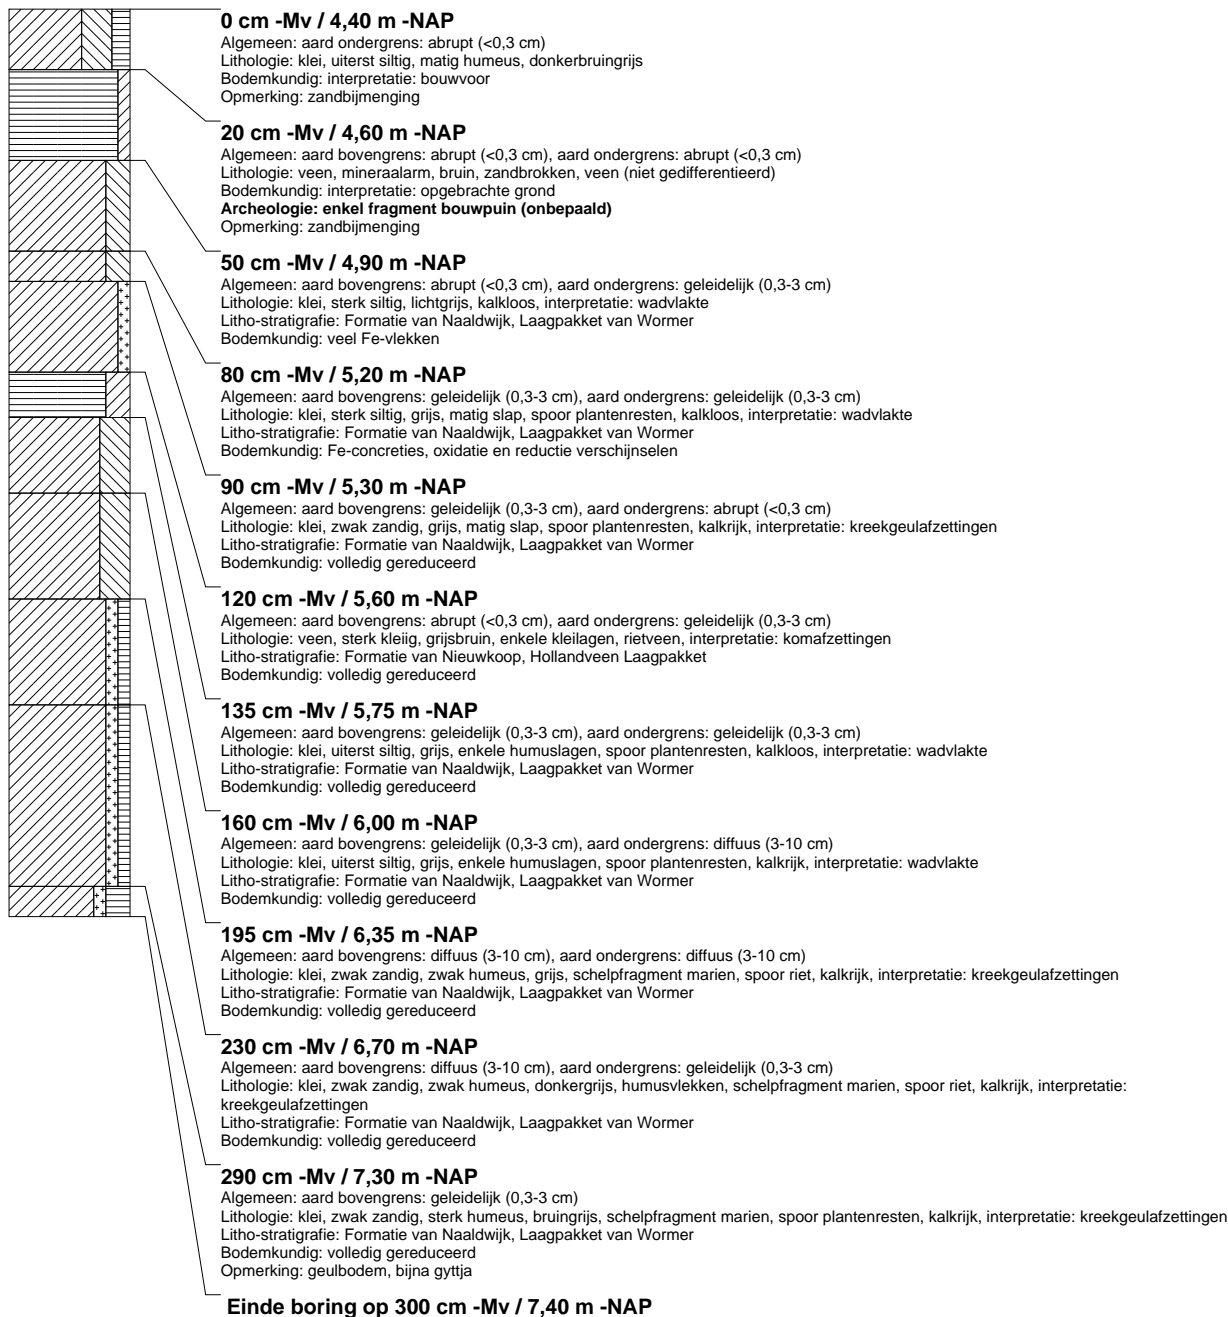 0 cm -Mv / 4,40 m -NAP
Algemeen: aard ondergrens: abrupt (<0,3 cm)
Lithologie: klei, uiterst siltig, matig humeus, donkerbruingrijs
Bodemkundig: interpretatie: bouwvoor
Opmerking: zandbijmenging
20 cm -Mv / 4,60 m -NAP
Algemeen: aard bovengrens: abrupt (<0,3 cm), aard ondergrens: abrupt (<0,3 cm)
Lithologie: veen, mineraalarm, bruin, zandbrokken, veen (niet gedifferentieerd)
Bodemkundig: interpretatie: opgebrachte grond
Archeologie: enkel fragment bouwpuin (onbepaald)
Opmerking: zandbijmenging
50 cm -Mv / 4,90 m -NAP
Algemeen: aard bovengrens: abrupt (<0,3 cm), aard ondergrens: geleidelijk (0,3-3 cm)
Lithologie: klei, sterk siltig, lichtgrijs, kalkloos, interpretatie: wadvlakte
Litho-stratigrafie: Formatie van Naaldwijk, Laagpakket van Wormer
Bodemkundig: veel Fe-vlekken
80 cm -Mv / 5,20 m -NAP
Algemeen: aard bovengrens: geleidelijk (0,3-3 cm), aard ondergrens: geleidelijk (0,3-3 cm)
Lithologie: klei, sterk siltig, grijs, matig slap, spoor plantenresten, kalkloos, interpretatie: wadvlakte
Litho-stratigrafie: Formatie van Naaldwijk, Laagpakket van Wormer
Bodemkundig: Fe-concreties, oxidatie en reductie verschijnselen
90 cm -Mv / 5,30 m -NAP
Algemeen: aard bovengrens: geleidelijk (0,3-3 cm), aard ondergrens: abrupt (<0,3 cm)
Lithologie: klei, zwak zandig, grijs, matig slap, spoor plantenresten, kalkrijk, interpretatie: kreekgeulafzettingen
Litho-stratigrafie: Formatie van Naaldwijk, Laagpakket van Wormer
Bodemkundig: volledig gereduceerd
120 cm -Mv / 5,60 m -NAP
Algemeen: aard bovengrens: abrupt (<0,3 cm), aard ondergrens: geleidelijk (0,3-3 cm)
Lithologie: veen, sterk kleiig, grijsbruin, enkele kleilagen, rietveen, interpretatie: komafzettingen
Litho-stratigrafie: Formatie van Nieuwkoop, Hollandveen Laagpakket
Bodemkundig: volledig gereduceerd
135 cm -Mv / 5,75 m -NAP
Algemeen: aard bovengrens: geleidelijk (0,3-3 cm), aard ondergrens: geleidelijk (0,3-3 cm)
Lithologie: klei, uiterst siltig, grijs, enkele humuslagen, spoor plantenresten, kalkloos, interpretatie: wadvlakte
Litho-stratigrafie: Formatie van Naaldwijk, Laagpakket van Wormer
Bodemkundig: volledig gereduceerd
160 cm -Mv / 6,00 m -NAP
Algemeen: aard bovengrens: geleidelijk (0,3-3 cm), aard ondergrens: diffuus (3-10 cm)
Lithologie: klei, uiterst siltig, grijs, enkele humuslagen, spoor plantenresten, kalkrijk, interpretatie: wadvlakte
Litho-stratigrafie: Formatie van Naaldwijk, Laagpakket van Wormer
Bodemkundig: volledig gereduceerd
195 cm -Mv / 6,35 m -NAP
Algemeen: aard bovengrens: diffuus (3-10 cm), aard ondergrens: diffuus (3-10 cm)
Lithologie: klei, zwak zandig, zwak humeus, grijs, schelpfragment marien, spoor riet, kalkrijk, interpretatie: kreekgeulafzettingen
Litho-stratigrafie: Formatie van Naaldwijk, Laagpakket van Wormer
Bodemkundig: volledig gereduceerd
230 cm -Mv / 6,70 m -NAP
Algemeen: aard bovengrens: diffuus (3-10 cm), aard ondergrens: geleidelijk (0,3-3 cm)
Lithologie: klei, zwak zandig, zwak humeus, donkergrijs, humusvlekken, schelpfragment marien, spoor riet, kalkrijk, interpretatie:
kreekgeulafzettingen
Litho-stratigrafie: Formatie van Naaldwijk, Laagpakket van Wormer
Bodemkundig: volledig gereduceerd
290 cm -Mv / 7,30 m -NAP
Algemeen: aard bovengrens: geleidelijk (0,3-3 cm)
Lithologie: klei, zwak zandig, sterk humeus, bruingrijs, schelpfragment marien, spoor plantenresten, kalkrijk, interpretatie: kreekgeulafzettingen
Litho-stratigrafie: Formatie van Naaldwijk, Laagpakket van Wormer
Bodemkundig: volledig gereduceerd
Opmerking: geulbodem, bijna gyttja
Einde boring op 300 cm -Mv / 7,40 m -NAP